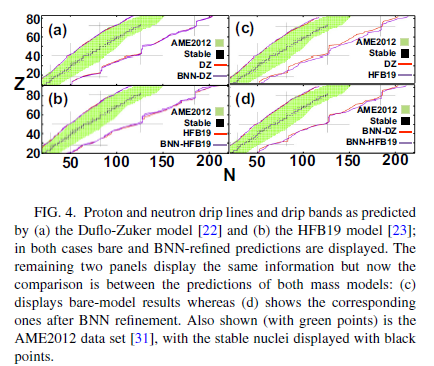 80 (a) (c)
60 AME2012 AME2012
Stable Stable
40 DZ DZ
20 BNN-DZ HFB19
Z
80 (b) (d)
60 AME2012 AME2012
Stable Stable
40 HFB19 BNN-DZ
20 BNN-HFB19 BNN-HFB19
50 100 150 200 50 100 150 200
N
FIG. 4. Proton and neutron drip lines and drip bands as predicted
by (a) the Duflo-Zuker model [22] and (b) the HFB19 model [23];
in both cases bare and BNN-refined predictions are displayed. The
remaining two panels display the same information but now the
comparison is between the predictions of both mass models: (c)
displays bare-model results whereas (d) shows the corresponding
ones after BNN refinement. Also shown (with green points) is the
AME2012 data set [31], with the stable nuclei displayed with black
points.